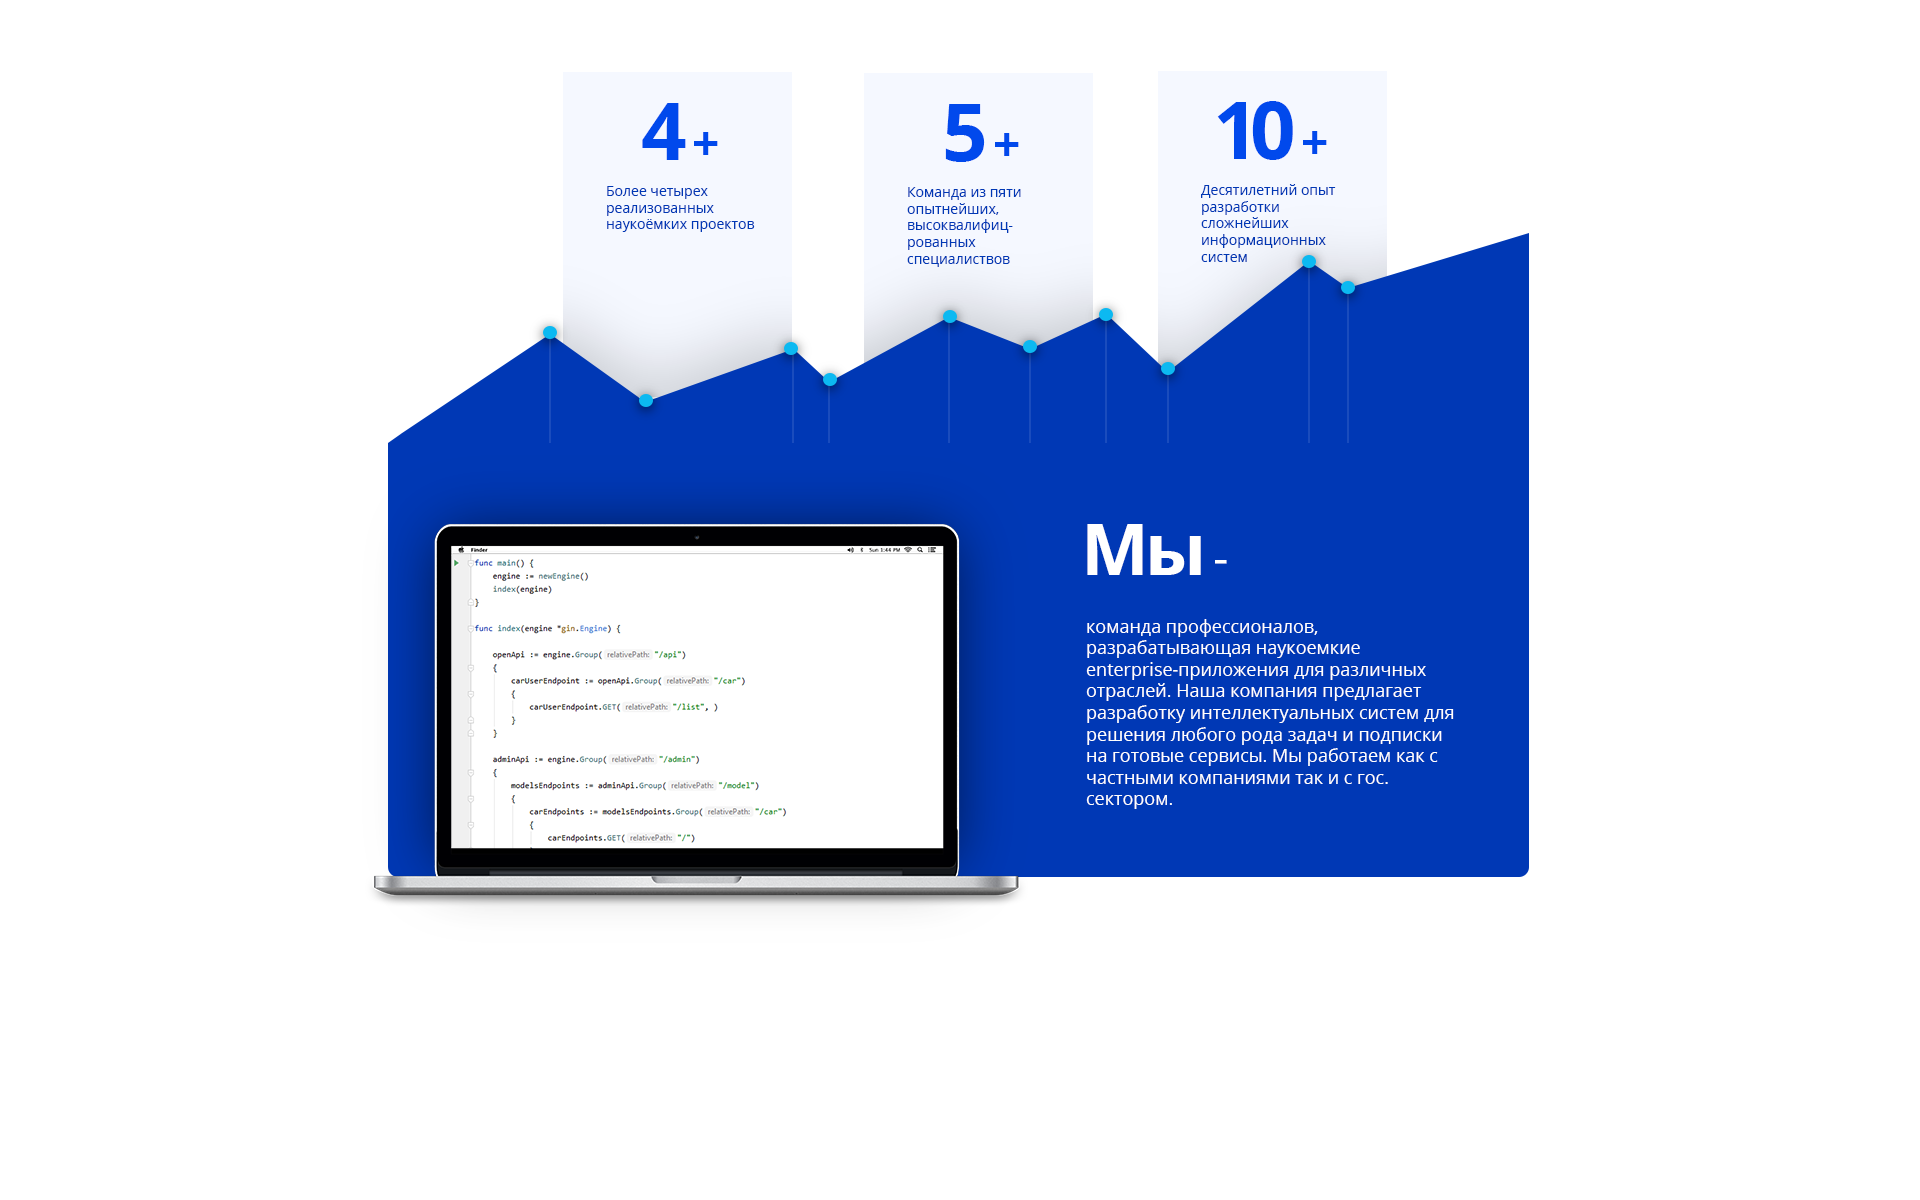 4 +
Более четырех
реализованных
наукоёмких проектов
5 +
Команда из пяти
опытнейших,
высоквалифиц-
рованных
специалиствов
10 +
Десятилетний опыт
разработки
сложнейших
информационных
систем
Finder
Sun 1:44 PM
func main() {
engine := newEngine()
index(engine)
}
func index(engine *gin.Engine) {
openApi := engine.Group( relativePath: "/api")
{
carUserEndpoint := openApi.Group( relativePath: "/car")
{
carUserEndpoint.GET( relativePath: "/list", )
}
}
adminApi := engine.Group( relativePath: "/admin")
{
modelsEndpoints := adminApi.Group( relativePath: "/model")
{
carEndpoints := modelsEndpoints.Group( relativePath: "/car")
{
carEndpoints.GET( relativePath: "/")
Мы -
команда профессионалов,
разрабатывающая наукоемкие
enterprise-приложения для различных
отраслей. Наша компания предлагает
разработку интеллектуальных систем для
решения любого рода задач и подписки
на готовые сервисы. Мы работаем как с
частными компаниями так и с гос.
сектором.